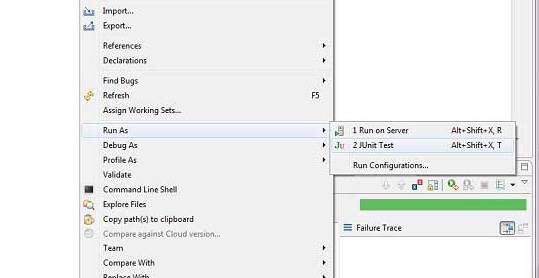 Import...
Export...
References
Declarations
Find Bugs
Refresh F5
Assign Working Sets...
Run As
Debug As
Profile As
Validate
Command Line Shell
Explore Files
Copy path(s) to clipboard
Compare against Cloud version...
Team
Compare With
Replace With
1 Run on Server Alt+Shift+X, R
Ju 2 JUnit Test Alt+Shift+X, T
Run Configurations...
Failure Trace